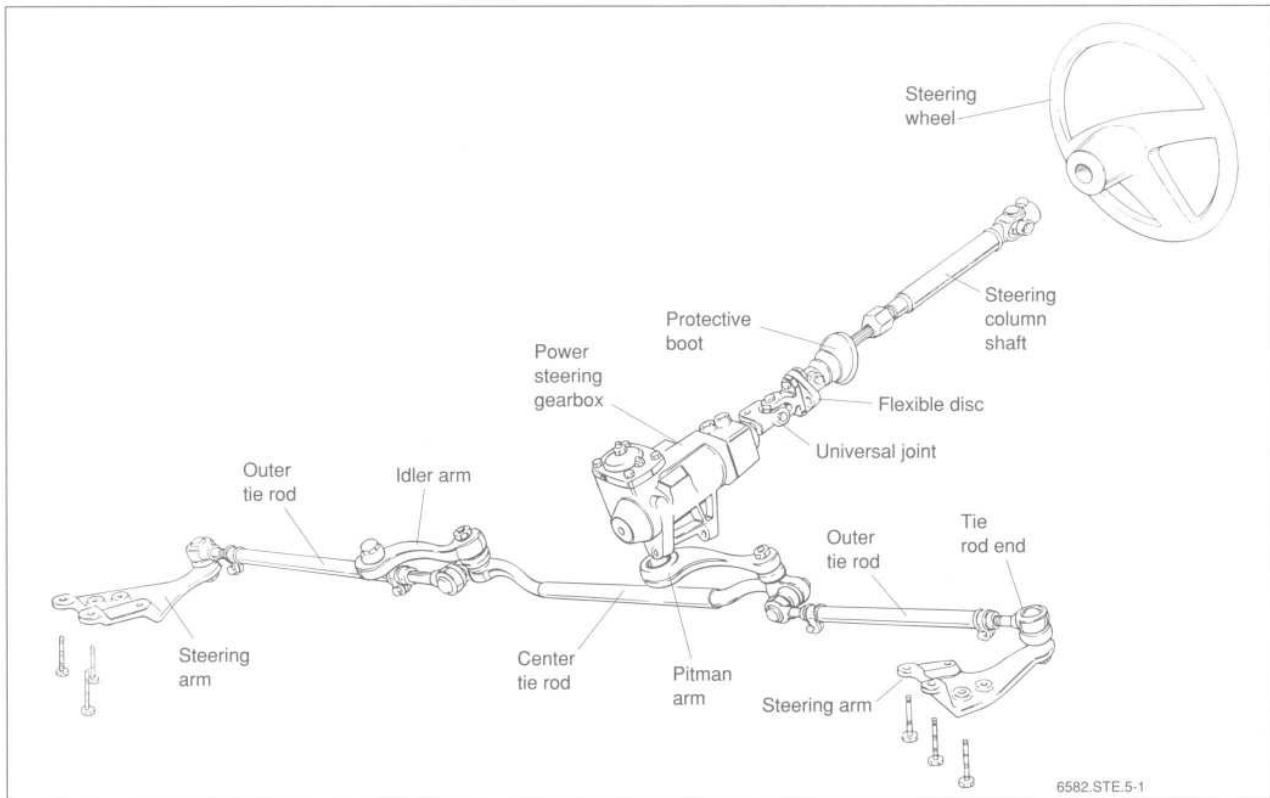 Steering
wheel
Steering
column
shaft
Protective
boot
Power
steering
gearbox
Flexible disc
Universal joint
Outer
tie rod
Idler arm
Outer
tie rod
Tie
rod end
Steering
arm
Center
tie rod
Pitman
arm
Steering arm
6582.STE.5-1